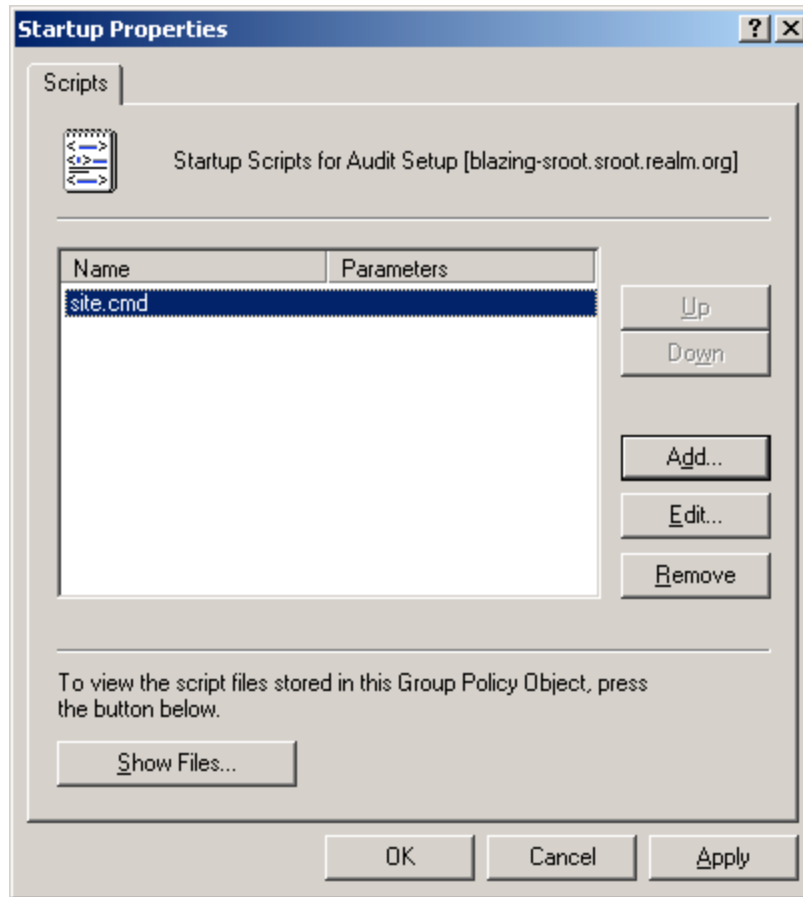 Startup Properties
Scripts
Startup Scripts for Audit Setup [blazing-sroot.sroot.realm.org]
Name Parameters
site.cmd
Up
Down
Add...
Edit...
Remove
To view the script files stored in this Group Policy Object, press
the button below.
Show Files...
OK Cancel Apply